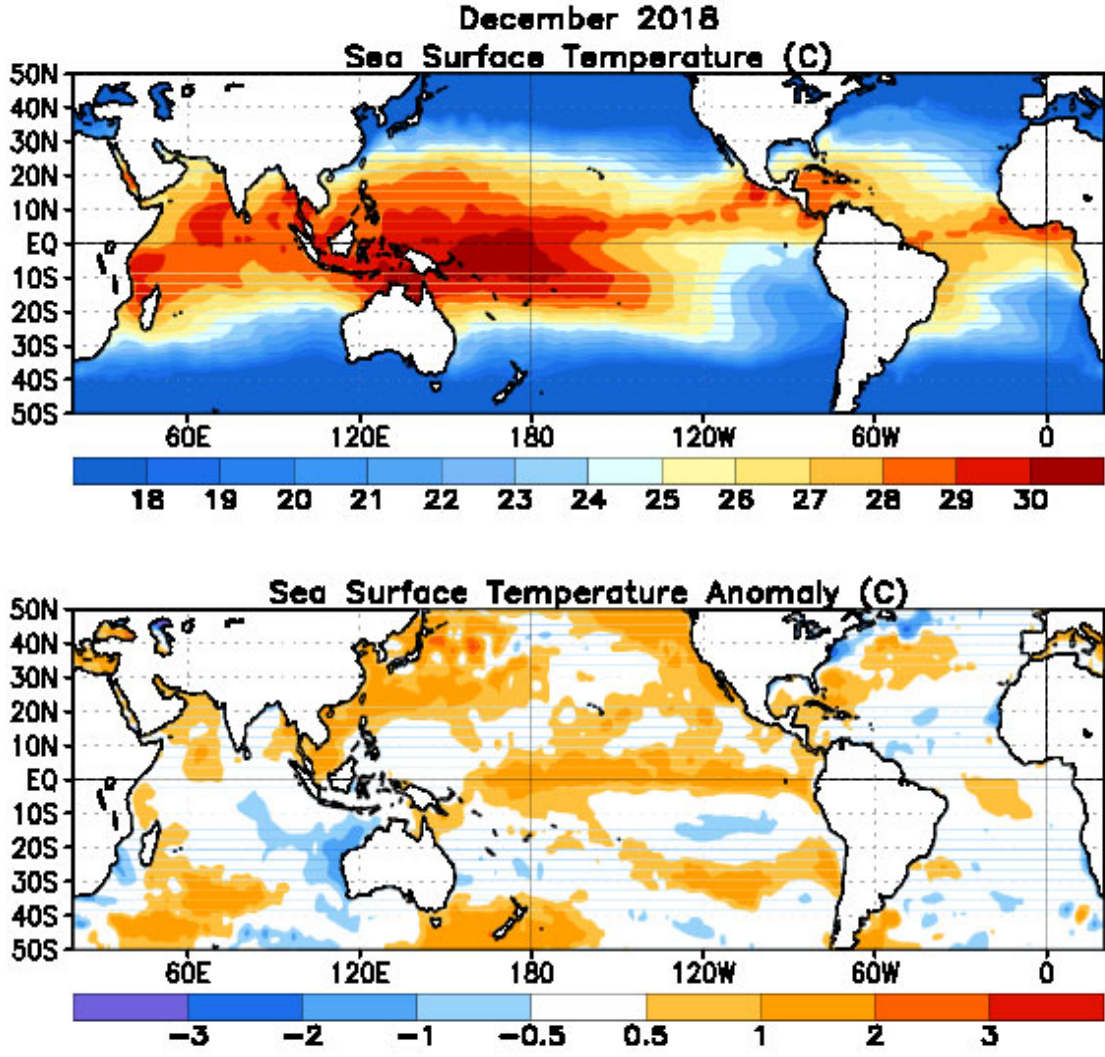 December 2018
Sea Surface Temperature (C)
50N
40N
30N
20N
10N
EQ
10S
20S
30S
40S
50S
60E 120E 180 120W 60W 0
18 19 20 21 22 23 24 25 26 27 28 29 30
Sea Surface Temperature Anomaly (C)
50N
40N
30N
20N
10N
EQ
10S
20S
30S
40S
50S
60E 120E 180 120W 60W 0
-3 -2 -1 -0.5 0.5 1 2 3